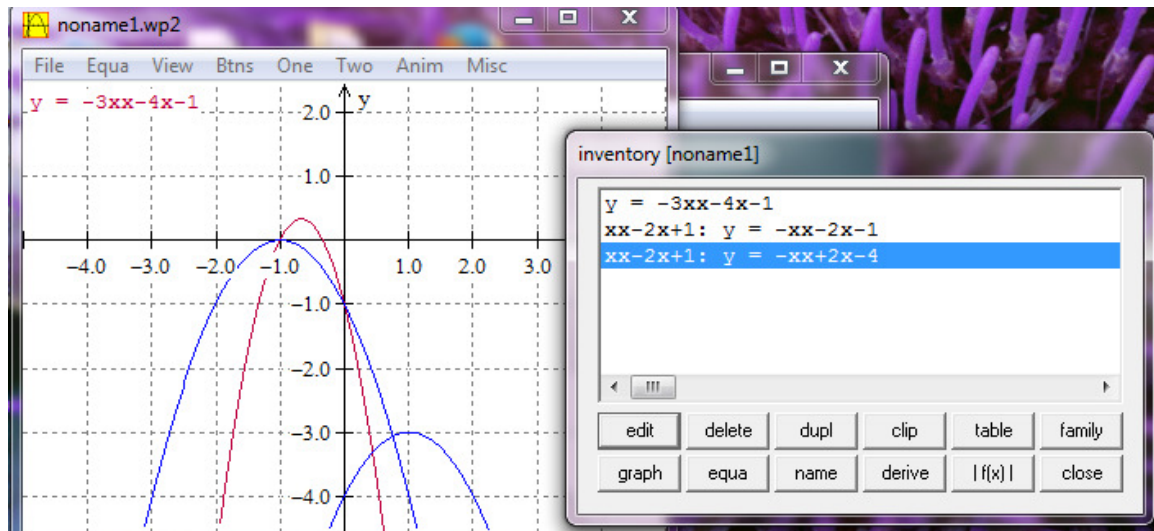 noname1.wp2
File Equa View Btns One Two Anim Misc
y = -3xx-4x-1
y
2.0
1.0
-4.0 -3.0 -2.0 -1.0 1.0 2.0 3.0
-1.0
-2.0
-3.0
-4.0
inventory [noname1]
y = -3xx-4x-1
xx-2x+1: y = -xx-2x-1
xx-2x+1: y = -xx+2x-4
edit delete dupl clip table family
graph equa name derive |f(x)| close